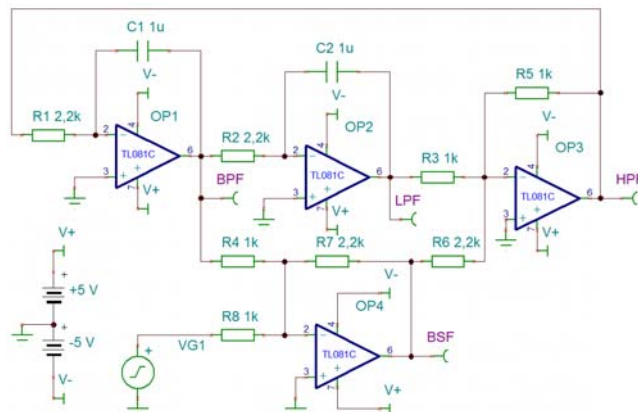 C1 1u
C2 1u
R5 1k
V-
V-
V-
R1 2,2k
OP1
R2 2,2k
OP2
R3 1k
OP3
2
4
6
TL081C
3
7
2
4
6
TL081C
3
7
2
4
6
TL081C
3
7
BPF
LPF
HPF
V+
V+
V+
R4 1k
R7 2,2k
R6 2,2k
V+
+5 V
-5 V
V-
V-
R8 1k
OP4
VG1
2
4
6
TL081C
3
7
BSF
V+